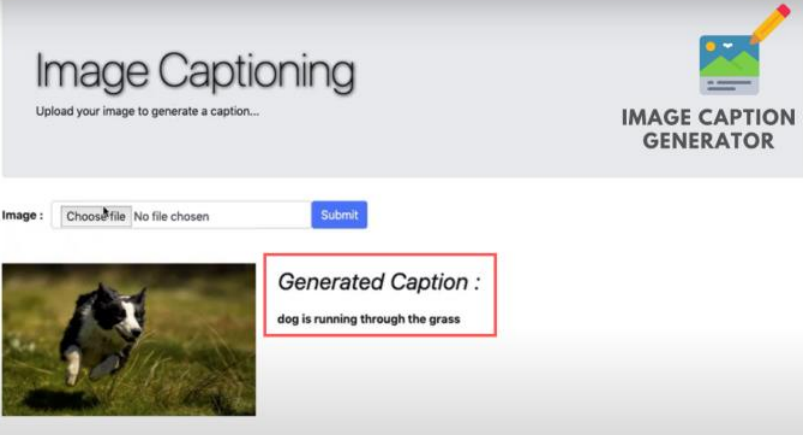 Image Captioning
Upload your image to generate a caption...
IMAGE CAPTION
GENERATOR
Image :
Choose file No file chosen
Submit
Generated Caption :
dog is running through the grass